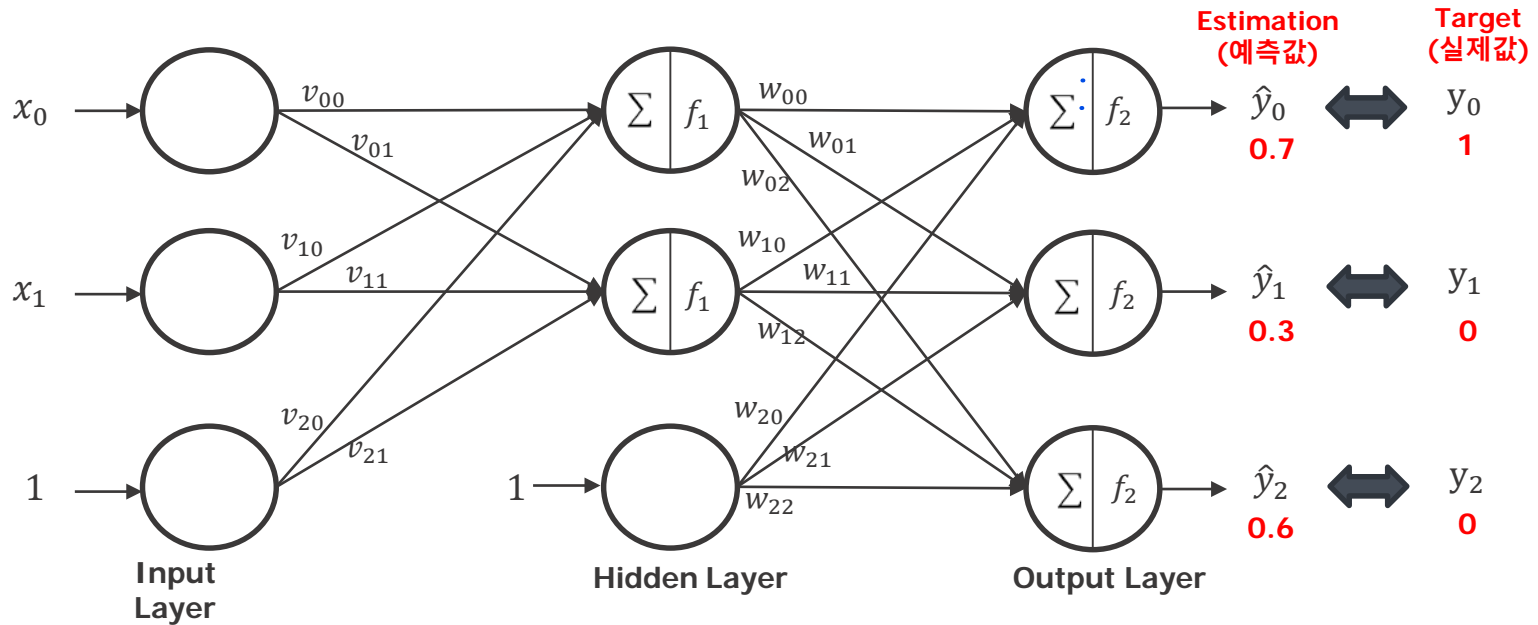 Estimation
(예측값)
Target
(실제값)
x₀
v₀₀
v₀₁
∑ f₁
w₀₀
w₀₁
w₀₂
∑ f₂
ŷ₀
y₀
0.7
1
x₁
v₁₀
v₁₁
∑ f₁
w₁₀
w₁₁
w₁₂
∑ f₂
ŷ₁
y₁
0.3
0
1
v₂₀
v₂₁
1
w₂₀
w₂₁
w₂₂
∑ f₂
ŷ₂
y₂
0.6
0
Input
Layer
Hidden Layer
Output Layer